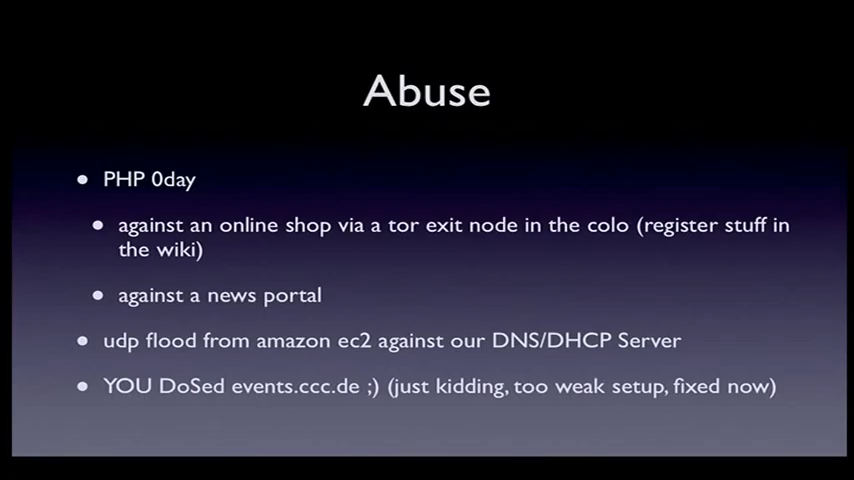 Abuse
• PHP 0day
• against an online shop via a tor exit node in the colo (register stuff in
the wiki)
• against a news portal
• udp flood from amazon ec2 against our DNS/DHCP Server
• YOU DoSed events.ccc.de ;) (just kidding, too weak setup, fixed now)